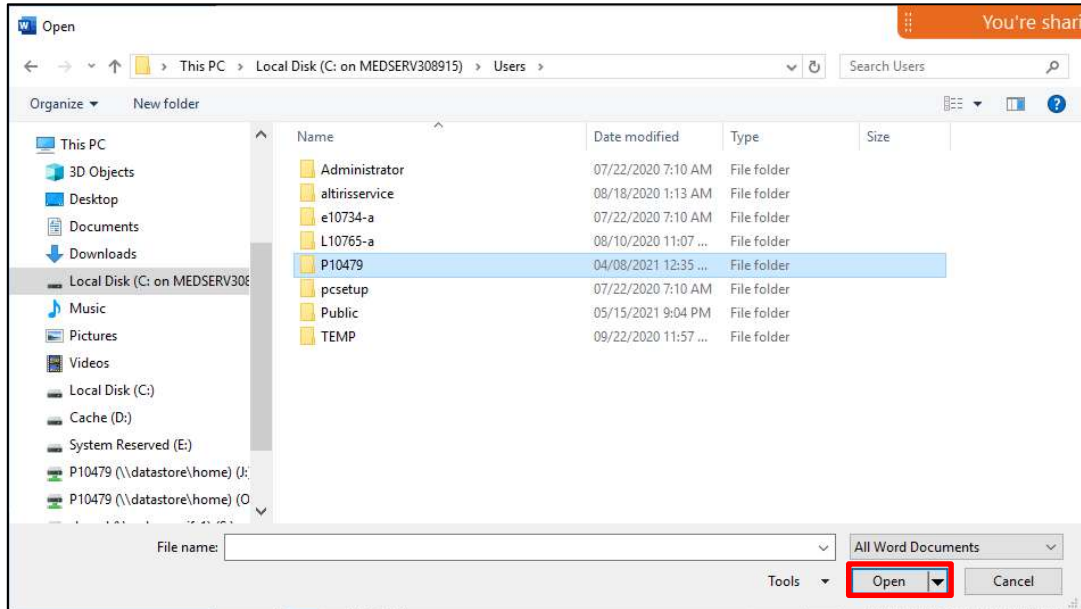 Open
You're shari
This PC > Local Disk (C: on MEDSERV308915) > Users >
Search Users
Organize
New folder
This PC
3D Objects
Desktop
Documents
Downloads
Local Disk (C: on MEDSERV308
Music
Pictures
Videos
Local Disk (C:)
Cache (D:)
System Reserved (E:)
P10479 (\\datastore\home) (J:
P10479 (\\datastore\home) (O
Name Date modified Type Size
Administrator 07/22/2020 7:10 AM File folder
altirisservice 08/18/2020 1:13 AM File folder
e10734-a 07/22/2020 7:10 AM File folder
L10765-a 08/10/2020 11:07 ... File folder
P10479 04/08/2021 12:35 ... File folder
pcsetup 07/22/2020 7:10 AM File folder
Public 05/15/2021 9:04 PM File folder
TEMP 09/22/2020 11:57 ... File folder
File name:
All Word Documents
Tools
Open
Cancel